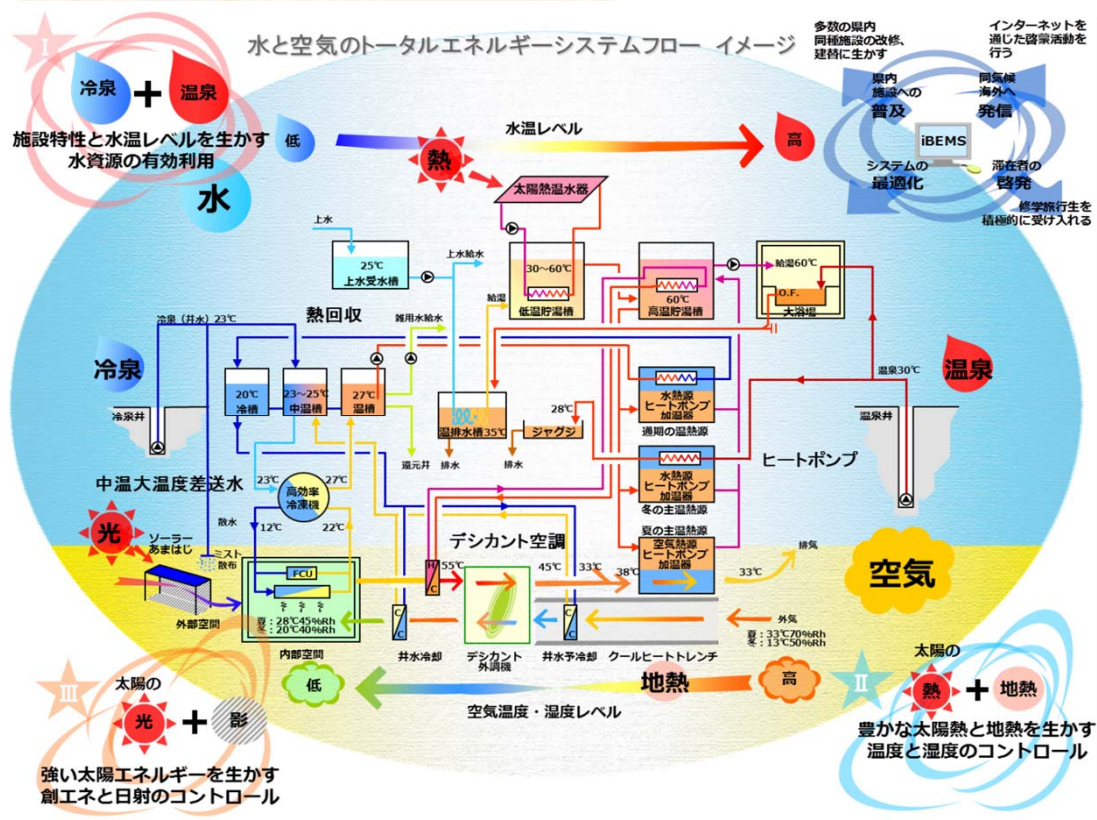 水と空気のトータルエネルギーシステムフロー イメージ
I
冷泉
+
温泉
施設特性と水温レベルを生かす
水資源の有効利用
水
低
水温レベル
高
熱
太陽熱温水器
多数の県内
同種施設の改修、
建替に生かす
インターネットを
通じた啓蒙活動を
行う
県内
施設への
普及
同気候
海外へ
発信
iBEMS
システムの
最適化
滞在者の
啓発
修学旅行生を
積極的に受け入れる
上水
25℃
上水受水槽
上水給水
30～60℃
低温貯湯槽
60℃
高温貯湯槽
給湯60℃
O.F.
大浴場
熱回収
給湯
雑用水給水
冷泉（井水）23℃
冷泉
冷泉井
20℃
冷槽
23～25℃
中温槽
27℃
温槽
温排水槽35℃
28℃
ジャグジ
還元井
排水
排水
水熱源
ヒートポンプ
加温器
通期の温熱源
水熱源
ヒートポンプ
加温器
冬の主温熱源
夏の主温熱源
空気熱源
ヒートポンプ
加温器
ヒートポンプ
温泉
温泉30℃
温泉井
中温大温度差送水
23℃
27℃
高効率
冷凍機
12℃
22℃
散水
光
ソーラー
あまはじ
ミスト
散布
外部空間
FCU
夏：28℃45%Rh
冬：20℃40%Rh
内部空間
デシカント空調
H
C
55℃
45℃
33℃
38℃
33℃
排気
空気
C
C
C
C
外気
夏：33℃70%Rh
冬：13℃50%Rh
井水冷却
デシカント
外調機
井水予冷却
クールヒートトレンチ
低
地熱
高
空気温度・湿度レベル
III
太陽の
光
+
影
強い太陽エネルギーを生かす
創エネと日射のコントロール
II
太陽の
熱
+
地熱
豊かな太陽熱と地熱を生かす
温度と湿度のコントロール